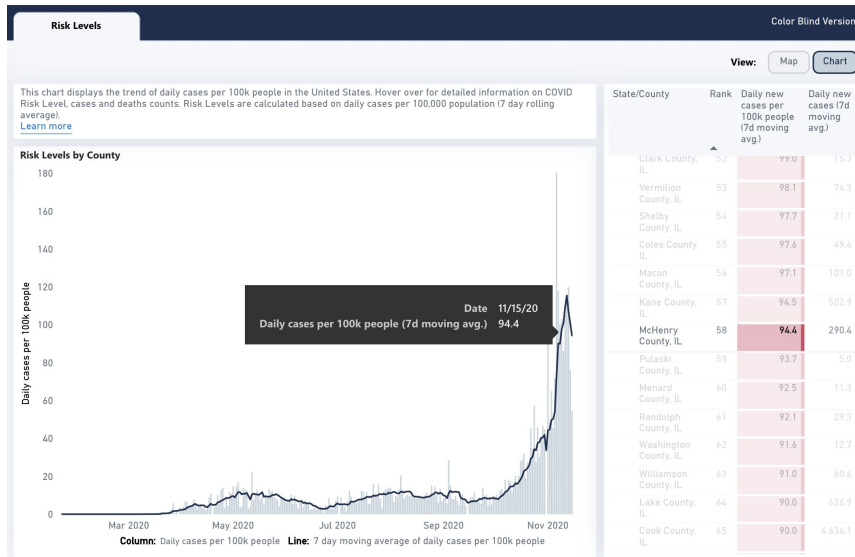 Risk Levels
Color Blind Version
View: Map Chart
This chart displays the trend of daily cases per 100k people in the United States. Hover over for detailed information on COVID
Risk Level, cases and deaths counts. Risk Levels are calculated based on daily cases per 100,000 population (7 day rolling
average).
Learn more
Risk Levels by County
180
160
140
120
100
80
60
40
20
0
Daily cases per 100k people
Date 11/15/20
Daily cases per 100k people (7d moving avg.) 94.4
Mar 2020 May 2020 Jul 2020 Sep 2020 Nov 2020
Column: Daily cases per 100k people Line: 7 day moving average of daily cases per 100k people
State/County Rank Daily new Daily new
cases per cases (7d
100k people moving
(7d moving avg.)
avg.)
Clark County, 52 99.0 15.3
IL
Vermilion 53 98.1 74.3
County, IL
Shelby 54 97.7 21.1
County, IL
Coles County, 55 97.6 49.4
IL
Macon 56 97.1 101.0
County, IL
Kane County, 57 94.5 502.9
IL
McHenry 58 94.4 290.4
County, IL
Pulaski 59 93.7 5.0
County, IL
Menard 60 92.5 11.3
County, IL
Randolph 61 92.1 29.3
County, IL
Washington 62 91.6 12.7
County, IL
Williamson 63 91.0 60.6
County, IL
Lake County, 64 90.0 626.9
IL
Cook County, 65 90.0 4,634.1
IL